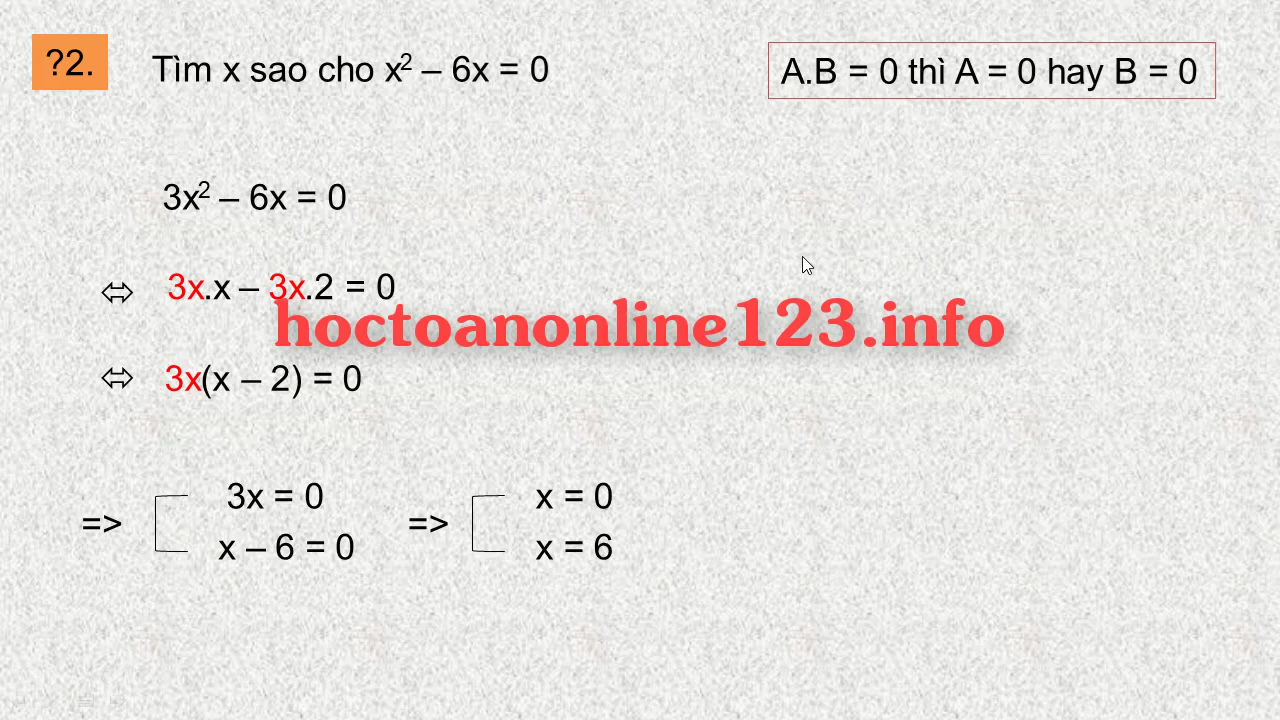 ?2.
Tìm x sao cho x² – 6x = 0
A.B = 0 thì A = 0 hay B = 0
3x² – 6x = 0
⇔ 3x.x – 3x.2 = 0
hoctoanonline123.info
⇔ 3x(x – 2) = 0
3x = 0 x = 0
=> =>
x – 6 = 0 x = 6